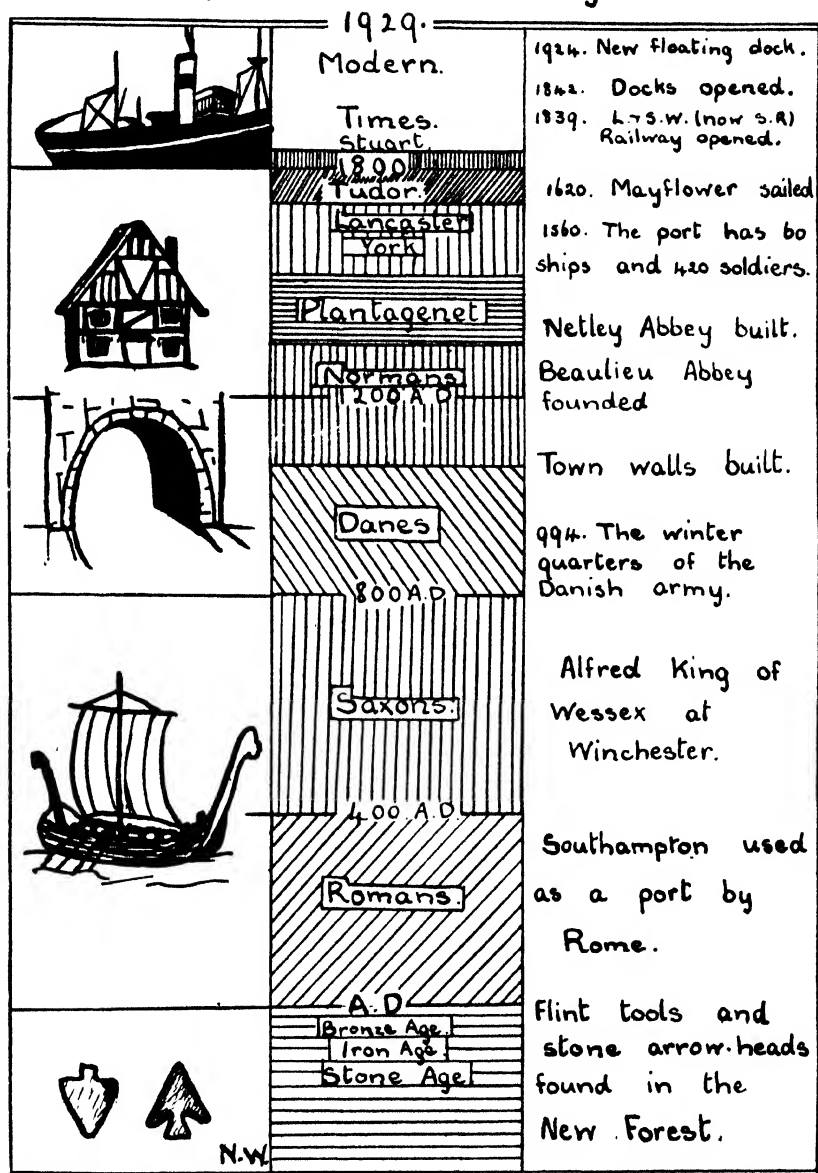 1929.
Modern.
Times.
Stuart.
1800
Tudor.
Lancaster
York
Plantagenet
Normans
1200 A.D
Danes
800 A.D
Saxons.
400 A.D.
Romans.
A.D
Bronze Age.
Iron Age.
Stone Age
1924. New floating dock.
1842. Docks opened.
1839. L & S.W. (now S.R)
Railway opened.
1620. Mayflower sailed
1560. The port has 60
ships and 420 soldiers.
Netley Abbey built.
Beaulieu Abbey
founded
Town walls built.
994. The winter
quarters of the
Danish army.
Alfred King of
Wessex at
Winchester.
Southampton used
as a port by
Rome.
Flint tools and
stone arrow-heads
found in the
New Forest.
N.W.